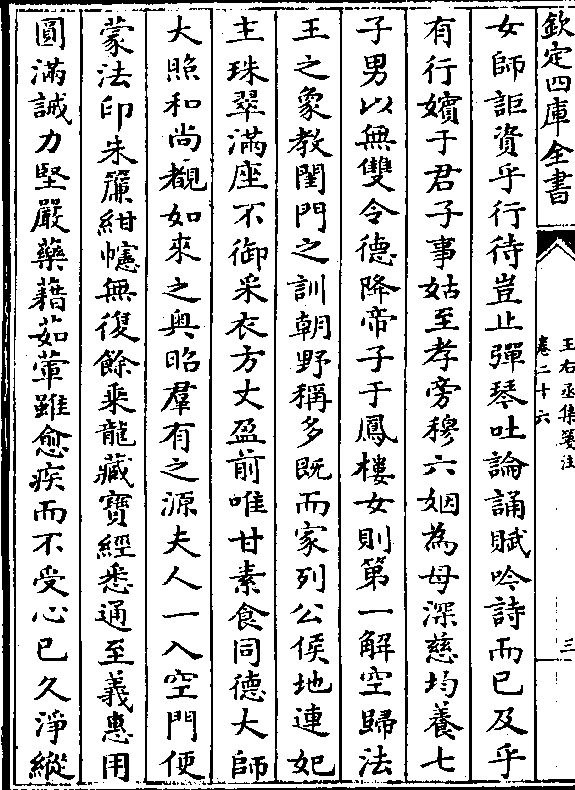 欽定四庫全書
王右丞集箋注
卷二十六
三
女師詎資乎行待豈止彈琴吐論誦賦吟詩而已及乎
有行嬪于君子事姑至孝旁穆六姻為母深慈均養七
子男以無雙令德降帝子于鳳樓女則第一解空歸法
王之象教閨門之訓朝野稱多既而家列公侯地連妃
主珠翠滿座不御采衣方丈盈前唯甘素食同德大師
大照和尚覩如來之奧昭羣有之源夫人一入空門便
蒙法印朱簾紺幰無復餘乗龍藏寶經悉通至義惠用
圓滿誠力堅嚴藥藉茹葷雖愈疾而不受心已久淨縱